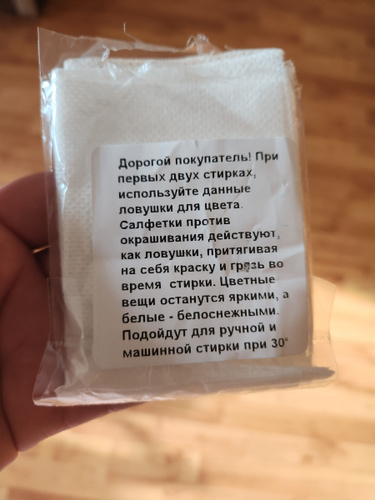 Дорогой покупатель! При
первых двух стирках,
используйте данные
ловушки для цвета.
Салфетки против
окрашивания действуют,
как ловушки, притягивая
на себя краску и грязь во
время стирки. Цветные
вещи останутся яркими, а
белые - белоснежными.
Подойдут для ручной и
машинной стирки при 30°